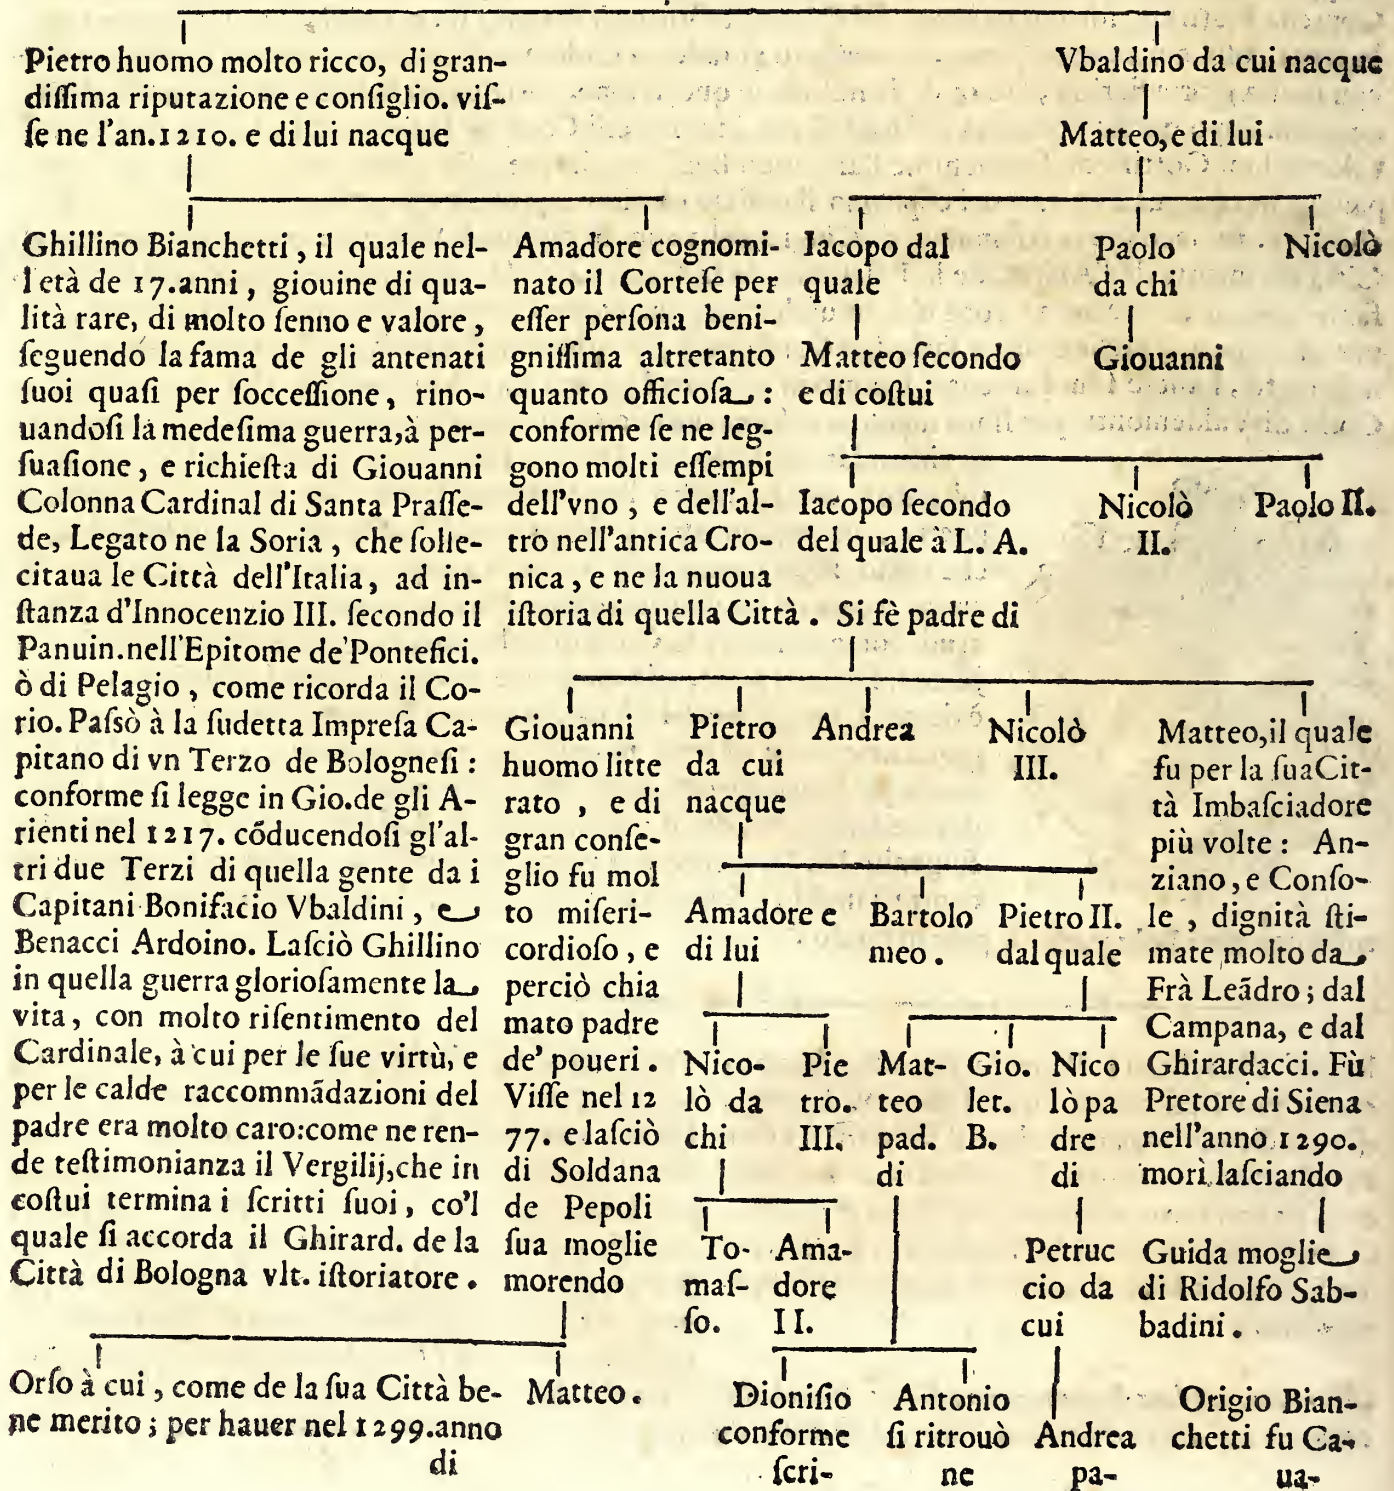 Pietro huomo molto ricco, di gran-
diſſima riputazione e conſiglio. viſ-
ſe ne l'an. 1210. e di lui nacque
Vbaldino da cui nacque
Matteo, e di lui
Ghillino Bianchetti, il quale nel-
l età de 17. anni, giouine di qua-
lità rare, di molto ſenno e valore,
ſeguendo la fama de gli antenati
ſuoi quaſi per ſocceſſione, rino-
uandoſi la medeſima guerra, à per-
ſuaſione, e richieſta di Giouanni
Colonna Cardinal di Santa Praſſe-
de, Legato ne la Soria, che ſolle-
citaua le Città dell'Italia, ad in-
ſtanza d'Innocenzio III. ſecondo il
Panuin. nell'Epitome de' Pontefici.
ò di Pelagio, come ricorda il Co-
rio. Paſsò à la ſudetta Impreſa Ca-
pitano di vn Terzo de Bologneſi:
conforme ſi legge in Gio. de gli A-
rienti nel 1217. cõducendoſi gl'al-
tri due Terzi di quella gente da i
Capitani Bonifacio Vbaldini, e
Benacci Ardoino. Laſciò Ghillino
in quella guerra glorioſamente la
vita, con molto riſentimento del
Cardinale, à cui per le ſue virtù, e
per le calde raccommãdazioni del
padre era molto caro: come ne ren-
de teſtimonianza il Vergilij, che in
coſtui termina i ſcritti ſuoi, co'l
quale ſi accorda il Ghirard. de la
Città di Bologna vlt. iſtoriatore.
Amadore cognomi-
nato il Corteſe per
eſſer perſona beni-
gniſſima altretanto
quanto officioſa:
conforme ſe ne leg-
gono molti eſſempi
dell'vno, e dell'al-
tro nell'antica Cro-
nica, e ne la nuoua
iſtoria di quella Città. Si fè padre di
Iacopo dal
quale
Paolo
da chi
Nicolò
Matteo ſecondo
e di coſtui
Giouanni
Iacopo ſecondo
del quale à L. A.
Nicolò
II.
Paolo II.
Giouanni
huomo litte
rato, e di
gran conſe-
glio fu mol
to miſeri-
cordioſo, e
perciò chia
mato padre
de' poueri.
Viſſe nel 12
77. e laſciò
di Soldana
de Pepoli
ſua moglie
morendo
Pietro
da cui
nacque
Andrea
Nicolò
III.
Matteo, il quale
fu per la ſua Cit-
tà Imbaſciadore
più volte: An-
ziano, e Conſo-
le, dignità ſti-
mate molto da
Frà Leãdro; dal
Campana, e dal
Ghirardacci. Fù
Pretore di Siena
nell'anno 1290.
morì laſciando
Amadore e
di lui
Bartolo
meo.
Pietro II.
dal quale
Nico-
lò da
chi
Pie
tro.
III.
Mat-
teo
pad.
di
Gio.
let.
B.
Nico
lò pa
dre
di
To-
maſ-
ſo.
Ama-
dore
II.
Petruc
cio da
cui
Guida moglie
di Ridolfo Sab-
badini.
Orſo à cui, come de la ſua Città be-
ne merito; per hauer nel 1299. anno
di
Matteo.
Dioniſio
conforme
ſcri-
Antonio
ſi ritrouò
ne
Andrea
pa-
Origio Bian-
chetti fu Ca-
ua-